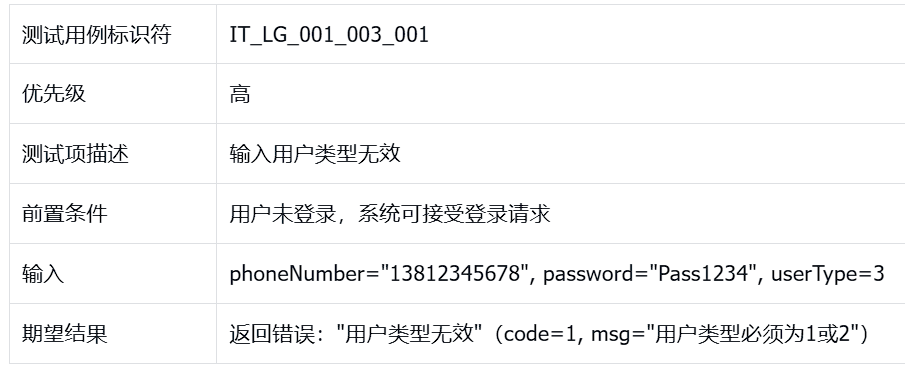 测试用例标识符 IT_LG_001_003_001
优先级 高
测试项描述 输入用户类型无效
前置条件 用户未登录，系统可接受登录请求
输入 phoneNumber="13812345678", password="Pass1234", userType=3
期望结果 返回错误："用户类型无效"（code=1, msg="用户类型必须为1或2"）